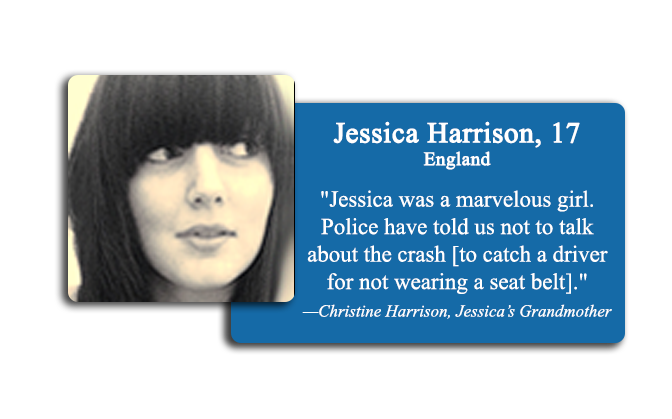 Jessica Harrison, 17
England
"Jessica was a marvelous girl.
Police have told us not to talk
about the crash [to catch a driver
for not wearing a seat belt]."
—Christine Harrison, Jessica’s Grandmother